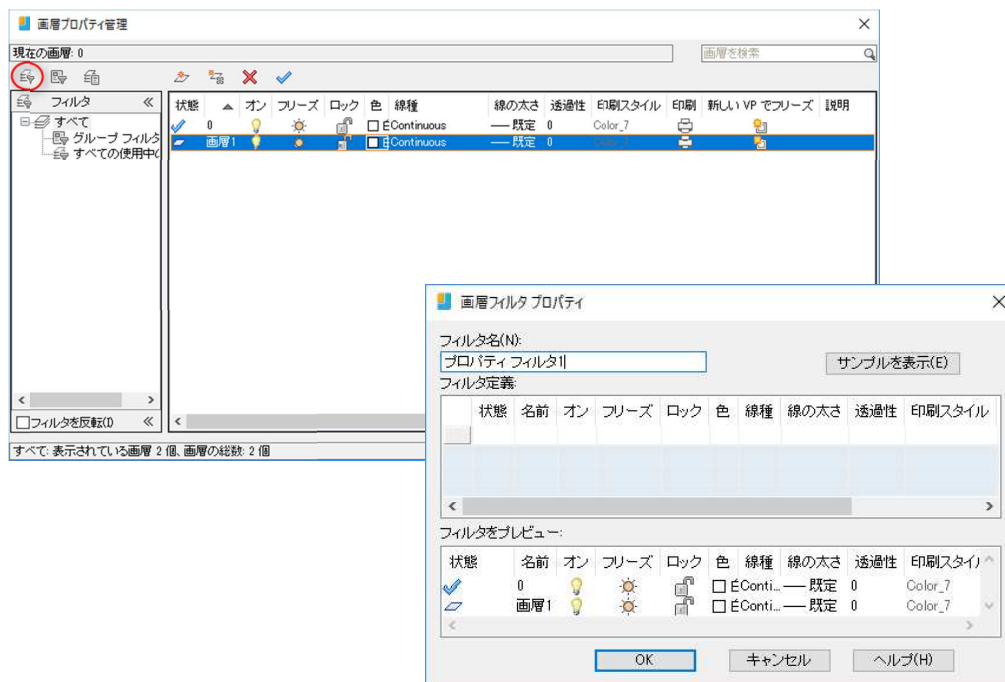 画層プロパティ管理
現在の画層: 0
画層を検索
フィルタ
すべて
グループ フィルタ
すべての使用中の
状態 オン フリーズ ロック 色 線種 線の太さ 透過性 印刷スタイル 印刷 新しい VP でフリーズ 説明
0 Continuous 既定 0 Color_7
画層1 Continuous 既定 0
フィルタを反転(I)
すべて: 表示されている画層 2 個、画層の総数: 2 個
画層フィルタ プロパティ
フィルタ名(N):
プロパティ フィルタ1
サンプルを表示(E)
フィルタ定義:
状態 名前 オン フリーズ ロック 色 線種 線の太さ 透過性 印刷スタイル
フィルタをプレビュー:
状態 名前 オン フリーズ ロック 色 線種 線の太さ 透過性 印刷スタイ
0 Conti... 既定 0 Color_7
画層1 Conti... 既定 0 Color_7
OK キャンセル ヘルプ(H)